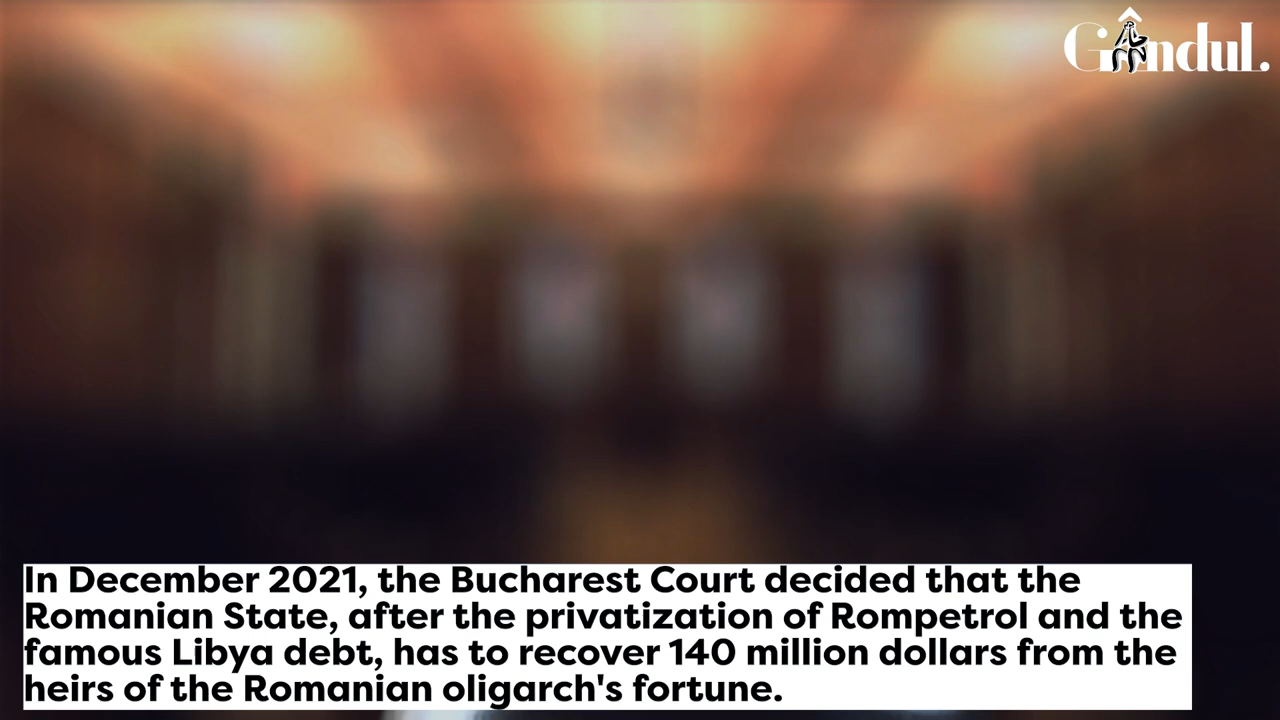 Gândul.
In December 2021, the Bucharest Court decided that the
Romanian State, after the privatization of Rompetrol and the
famous Libya debt, has to recover 140 million dollars from the
heirs of the Romanian oligarch's fortune.